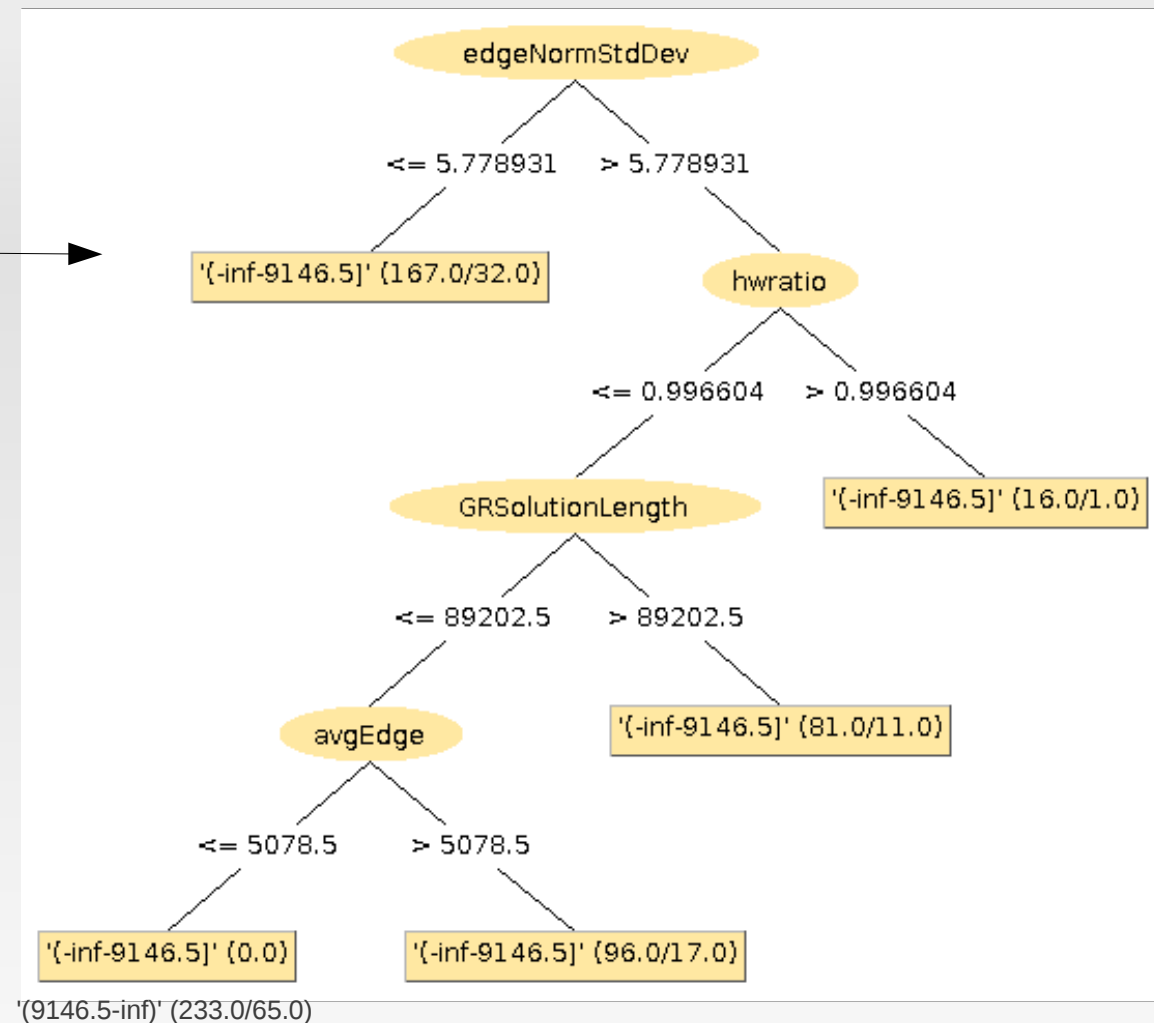 edgeNormStdDev
<= 5.778931 > 5.778931
'(-inf-9146.5]' (167.0/32.0)
hwratio
<= 0.996604 > 0.996604
GRSolutionLength
'(-inf-9146.5]' (16.0/1.0)
<= 89202.5 > 89202.5
avgEdge
'(-inf-9146.5]' (81.0/11.0)
<= 5078.5 > 5078.5
'(-inf-9146.5]' (0.0) '(-inf-9146.5]' (96.0/17.0)
'(9146.5-inf)' (233.0/65.0)